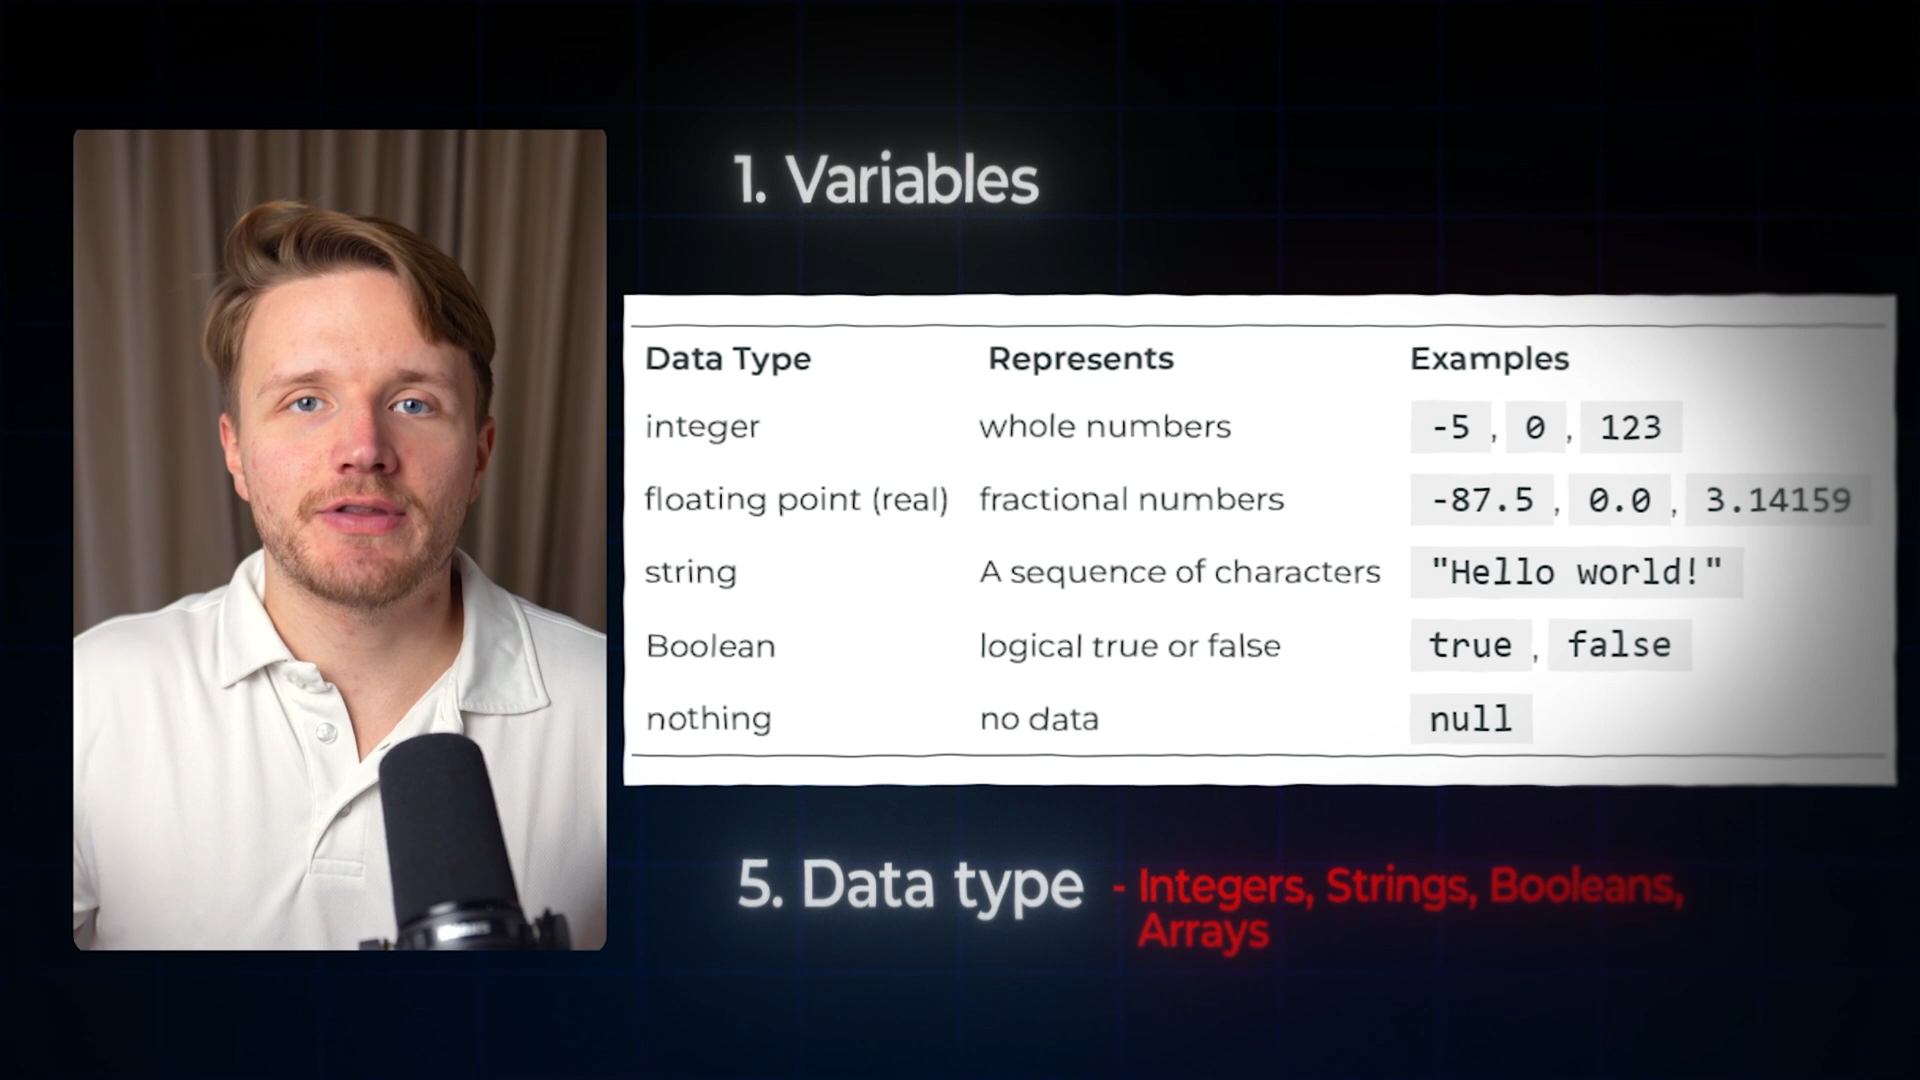 1. Variables
Data Type Represents Examples
integer whole numbers -5 , 0 , 123
floating point (real) fractional numbers -87.5 , 0.0 , 3.14159
string A sequence of characters "Hello world!"
Boolean logical true or false true , false
nothing no data null
5. Data type - Integers, Strings, Booleans,
Arrays